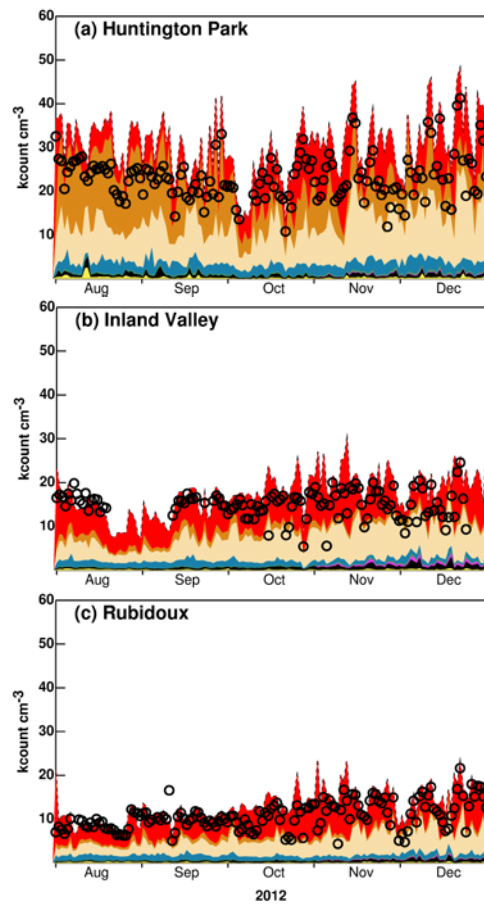 60
(a) Huntington Park
50
40
kcount cm-3
30
20
10
Aug Sep Oct Nov Dec
60
(b) Inland Valley
50
40
kcount cm-3
30
20
10
Aug Sep Oct Nov Dec
60
(c) Rubidoux
50
40
kcount cm-3
30
20
10
Aug Sep Oct Nov Dec
2012